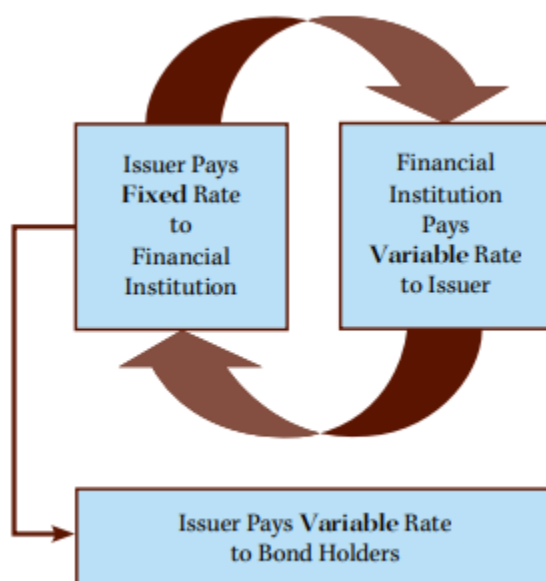 Issuer Pays
Fixed Rate
to
Financial
Institution
Financial
Institution
Pays
Variable Rate
to Issuer
Issuer Pays Variable Rate
to Bond Holders